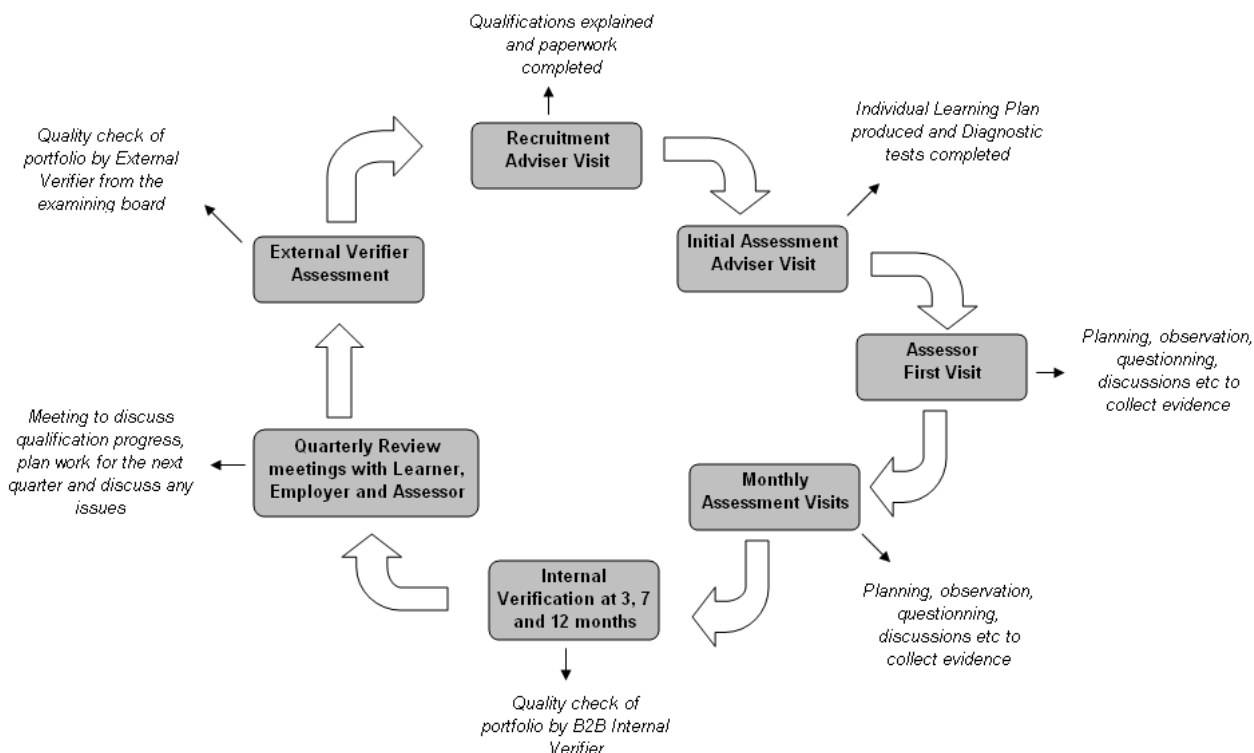 Qualifications explained
and paperwork
completed
Recruitment
Adviser Visit
Individual Learning Plan
produced and Diagnostic
tests completed
Initial Assessment
Adviser Visit
Assessor
First Visit
Planning, observation,
questionning,
discussions etc to
collect evidence
Monthly
Assessment Visits
Planning, observation,
questionning,
discussions etc to
collect evidence
Internal
Verification at 3, 7
and 12 months
Quality check of
portfolio by B2B Internal
Verifier
Quarterly Review
meetings with Learner,
Employer and Assessor
Meeting to discuss
qualification progress,
plan work for the next
quarter and discuss any
issues
External Verifier
Assessment
Quality check of
portfolio by External
Verifier from the
examining board